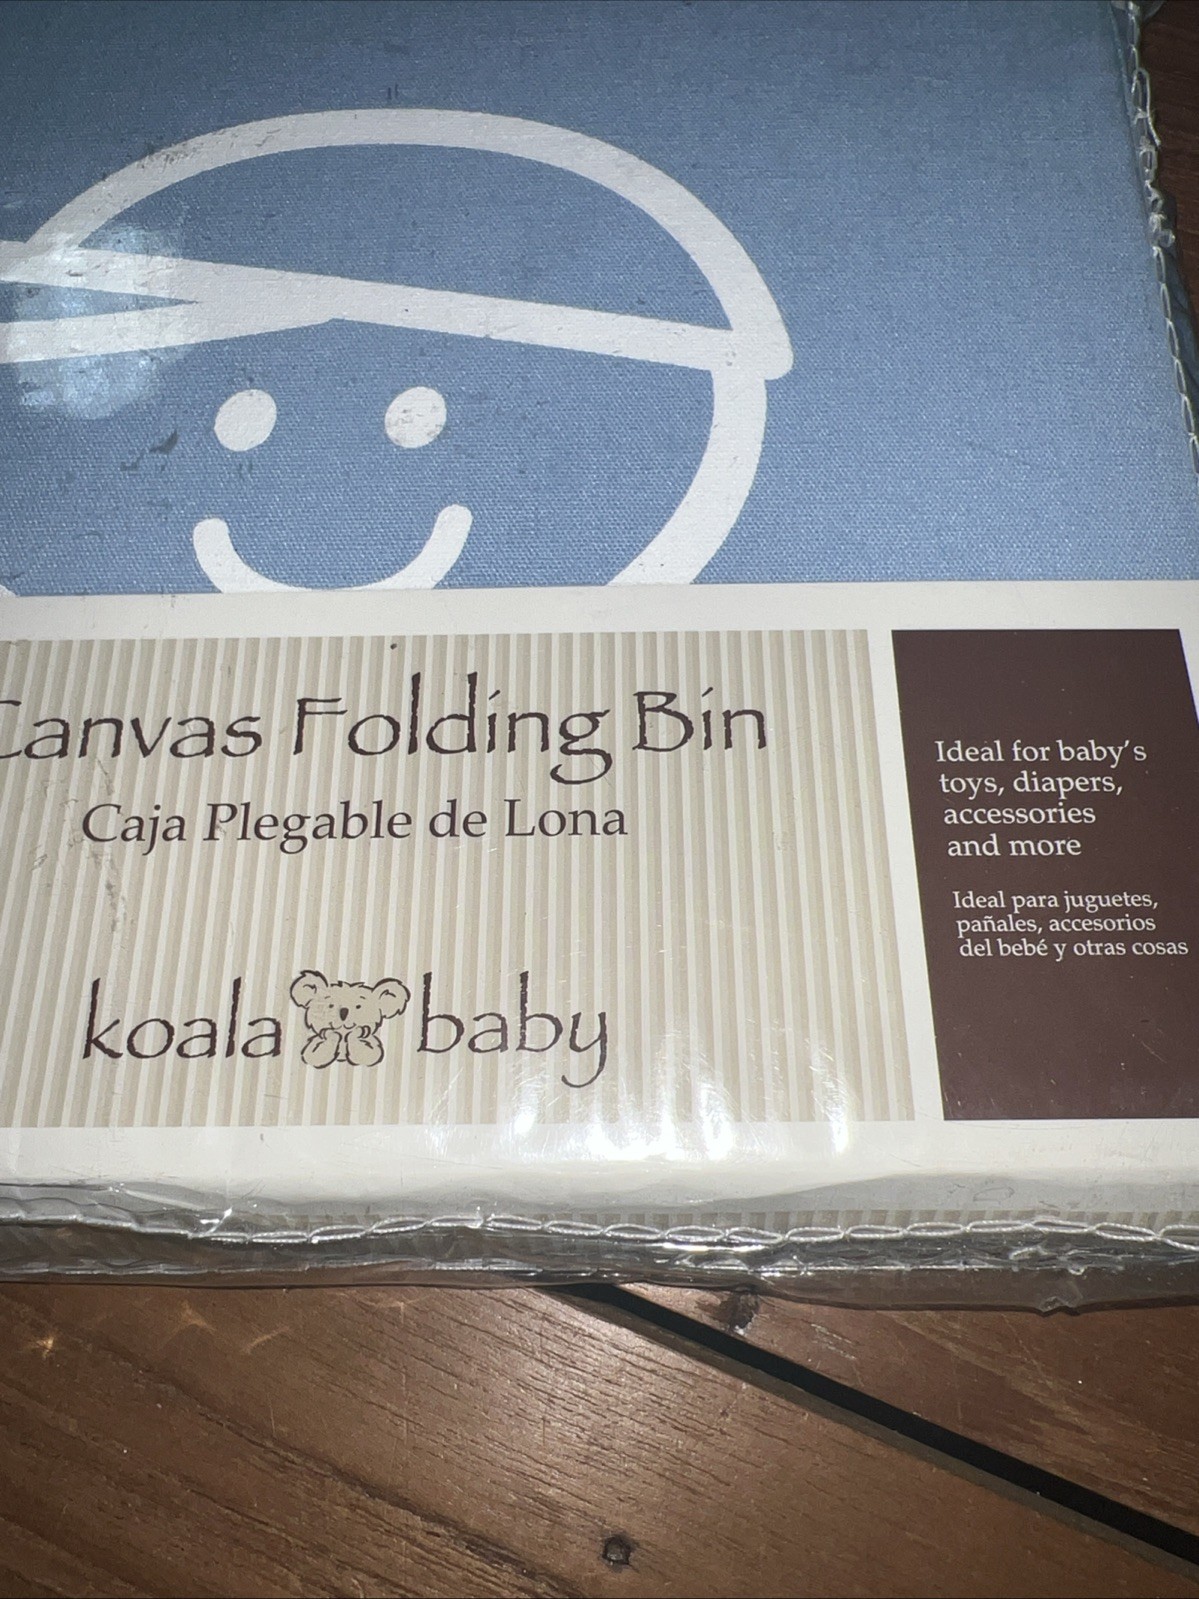 Canvas Folding Bin
Caja Plegable de Lona
koala baby
Ideal for baby's
toys, diapers,
accessories
and more
Ideal para juguetes,
pañales, accesorios
del bebé y otras cosas